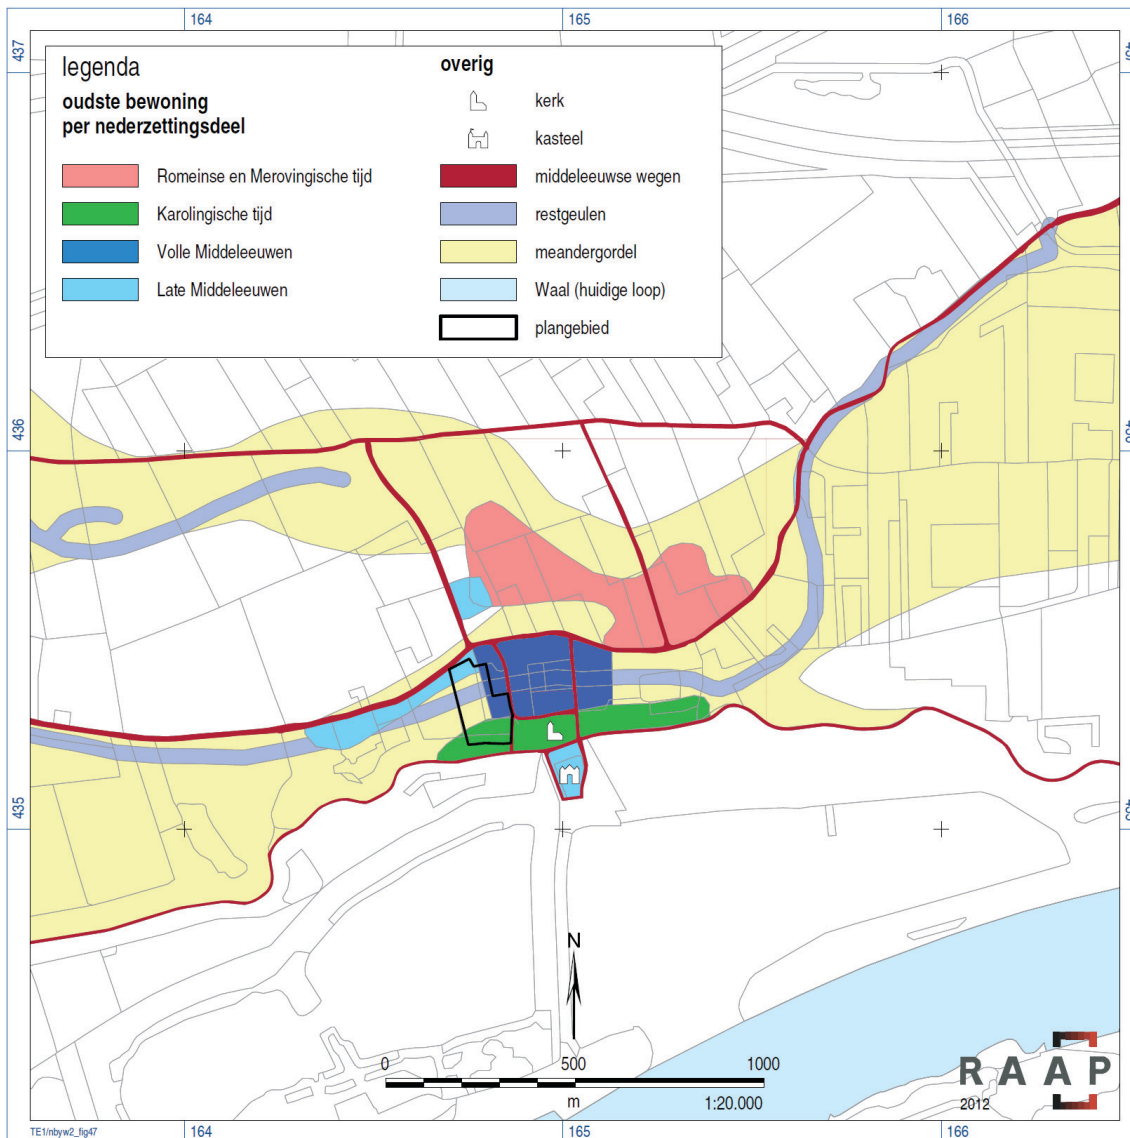 164 165 166
437
legenda
oudste bewoning
per nederzettingsdeel
Romeinse en Merovingische tijd
Karolingische tijd
Volle Middeleeuwen
Late Middeleeuwen
overig
kerk
kasteel
middeleeuwse wegen
restgeulen
meandergordel
Waal (huidige loop)
plangebied
436
435
N
0 500 1000
m 1:20.000
RAAP
2012
TE1/nbyw2_fig47
164 165 166